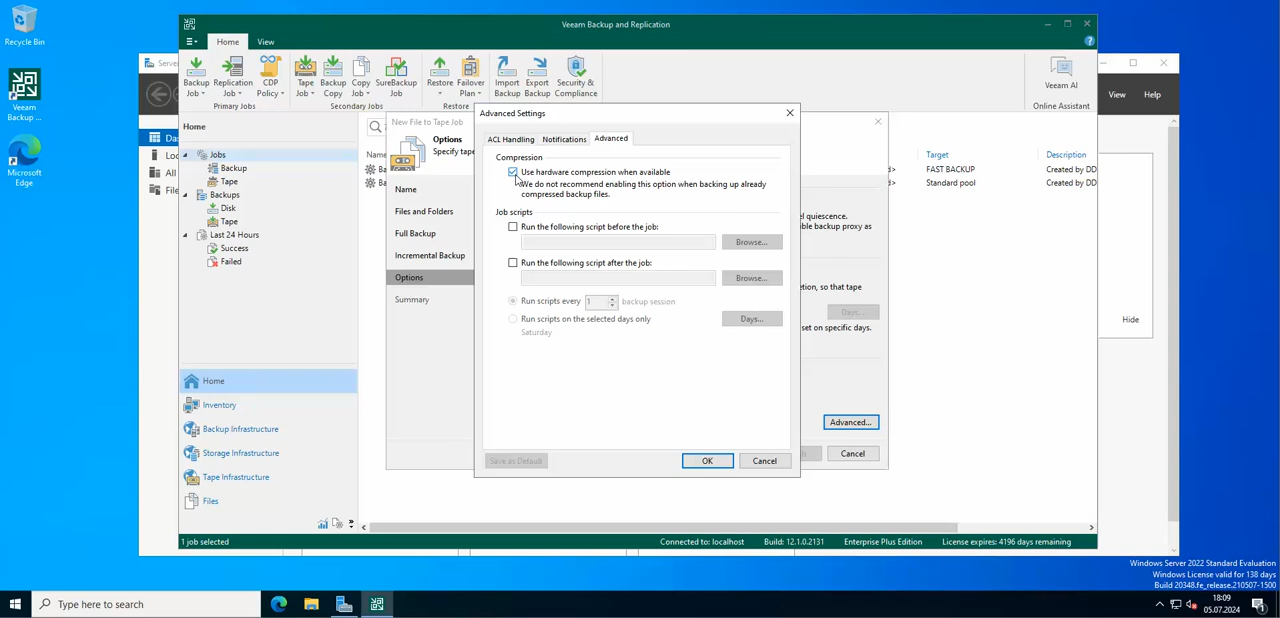 Recycle Bin
Veeam
Backup ...
Microsoft
Edge
Veeam Backup and Replication
Home
View
Backup
Job
Replication
Job
CDP
Policy
Primary Jobs
Tape
Job
Backup
Copy
Copy
Job
SureBackup
Job
Secondary Jobs
Restore
Failover
Plan
Restore
Import
Backup
Export
Backup
Security &
Compliance
Veeam AI
Online Assistant
View
Help
Hide
Home
Jobs
Backup
Tape
Backups
Disk
Tape
Last 24 Hours
Success
Failed
Home
Inventory
Backup Infrastructure
Storage Infrastructure
Tape Infrastructure
Files
Target
Description
FAST BACKUP
Created by DD
Standard pool
Created by DD
New File to Tape Job
Options
Name
Files and Folders
Full Backup
Incremental Backup
Options
Summary
Advanced...
Cancel
Days...
Advanced Settings
ACL Handling
Notifications
Advanced
Compression
Use hardware compression when available
We do not recommend enabling this option when backing up already
compressed backup files.
Job scripts
Run the following script before the job:
Browse...
Run the following script after the job:
Browse...
Run scripts every 1 backup session
Run scripts on the selected days only
Days...
Saturday
Save as Default
OK
Cancel
1 job selected
Connected to: localhost
Build: 12.1.0.2131
Enterprise Plus Edition
License expires: 4196 days remaining
Windows Server 2022 Standard Evaluation
Windows License valid for 138 days
Build 20348.fe_release.210507-1500
Type here to search
18:09
05.07.2024